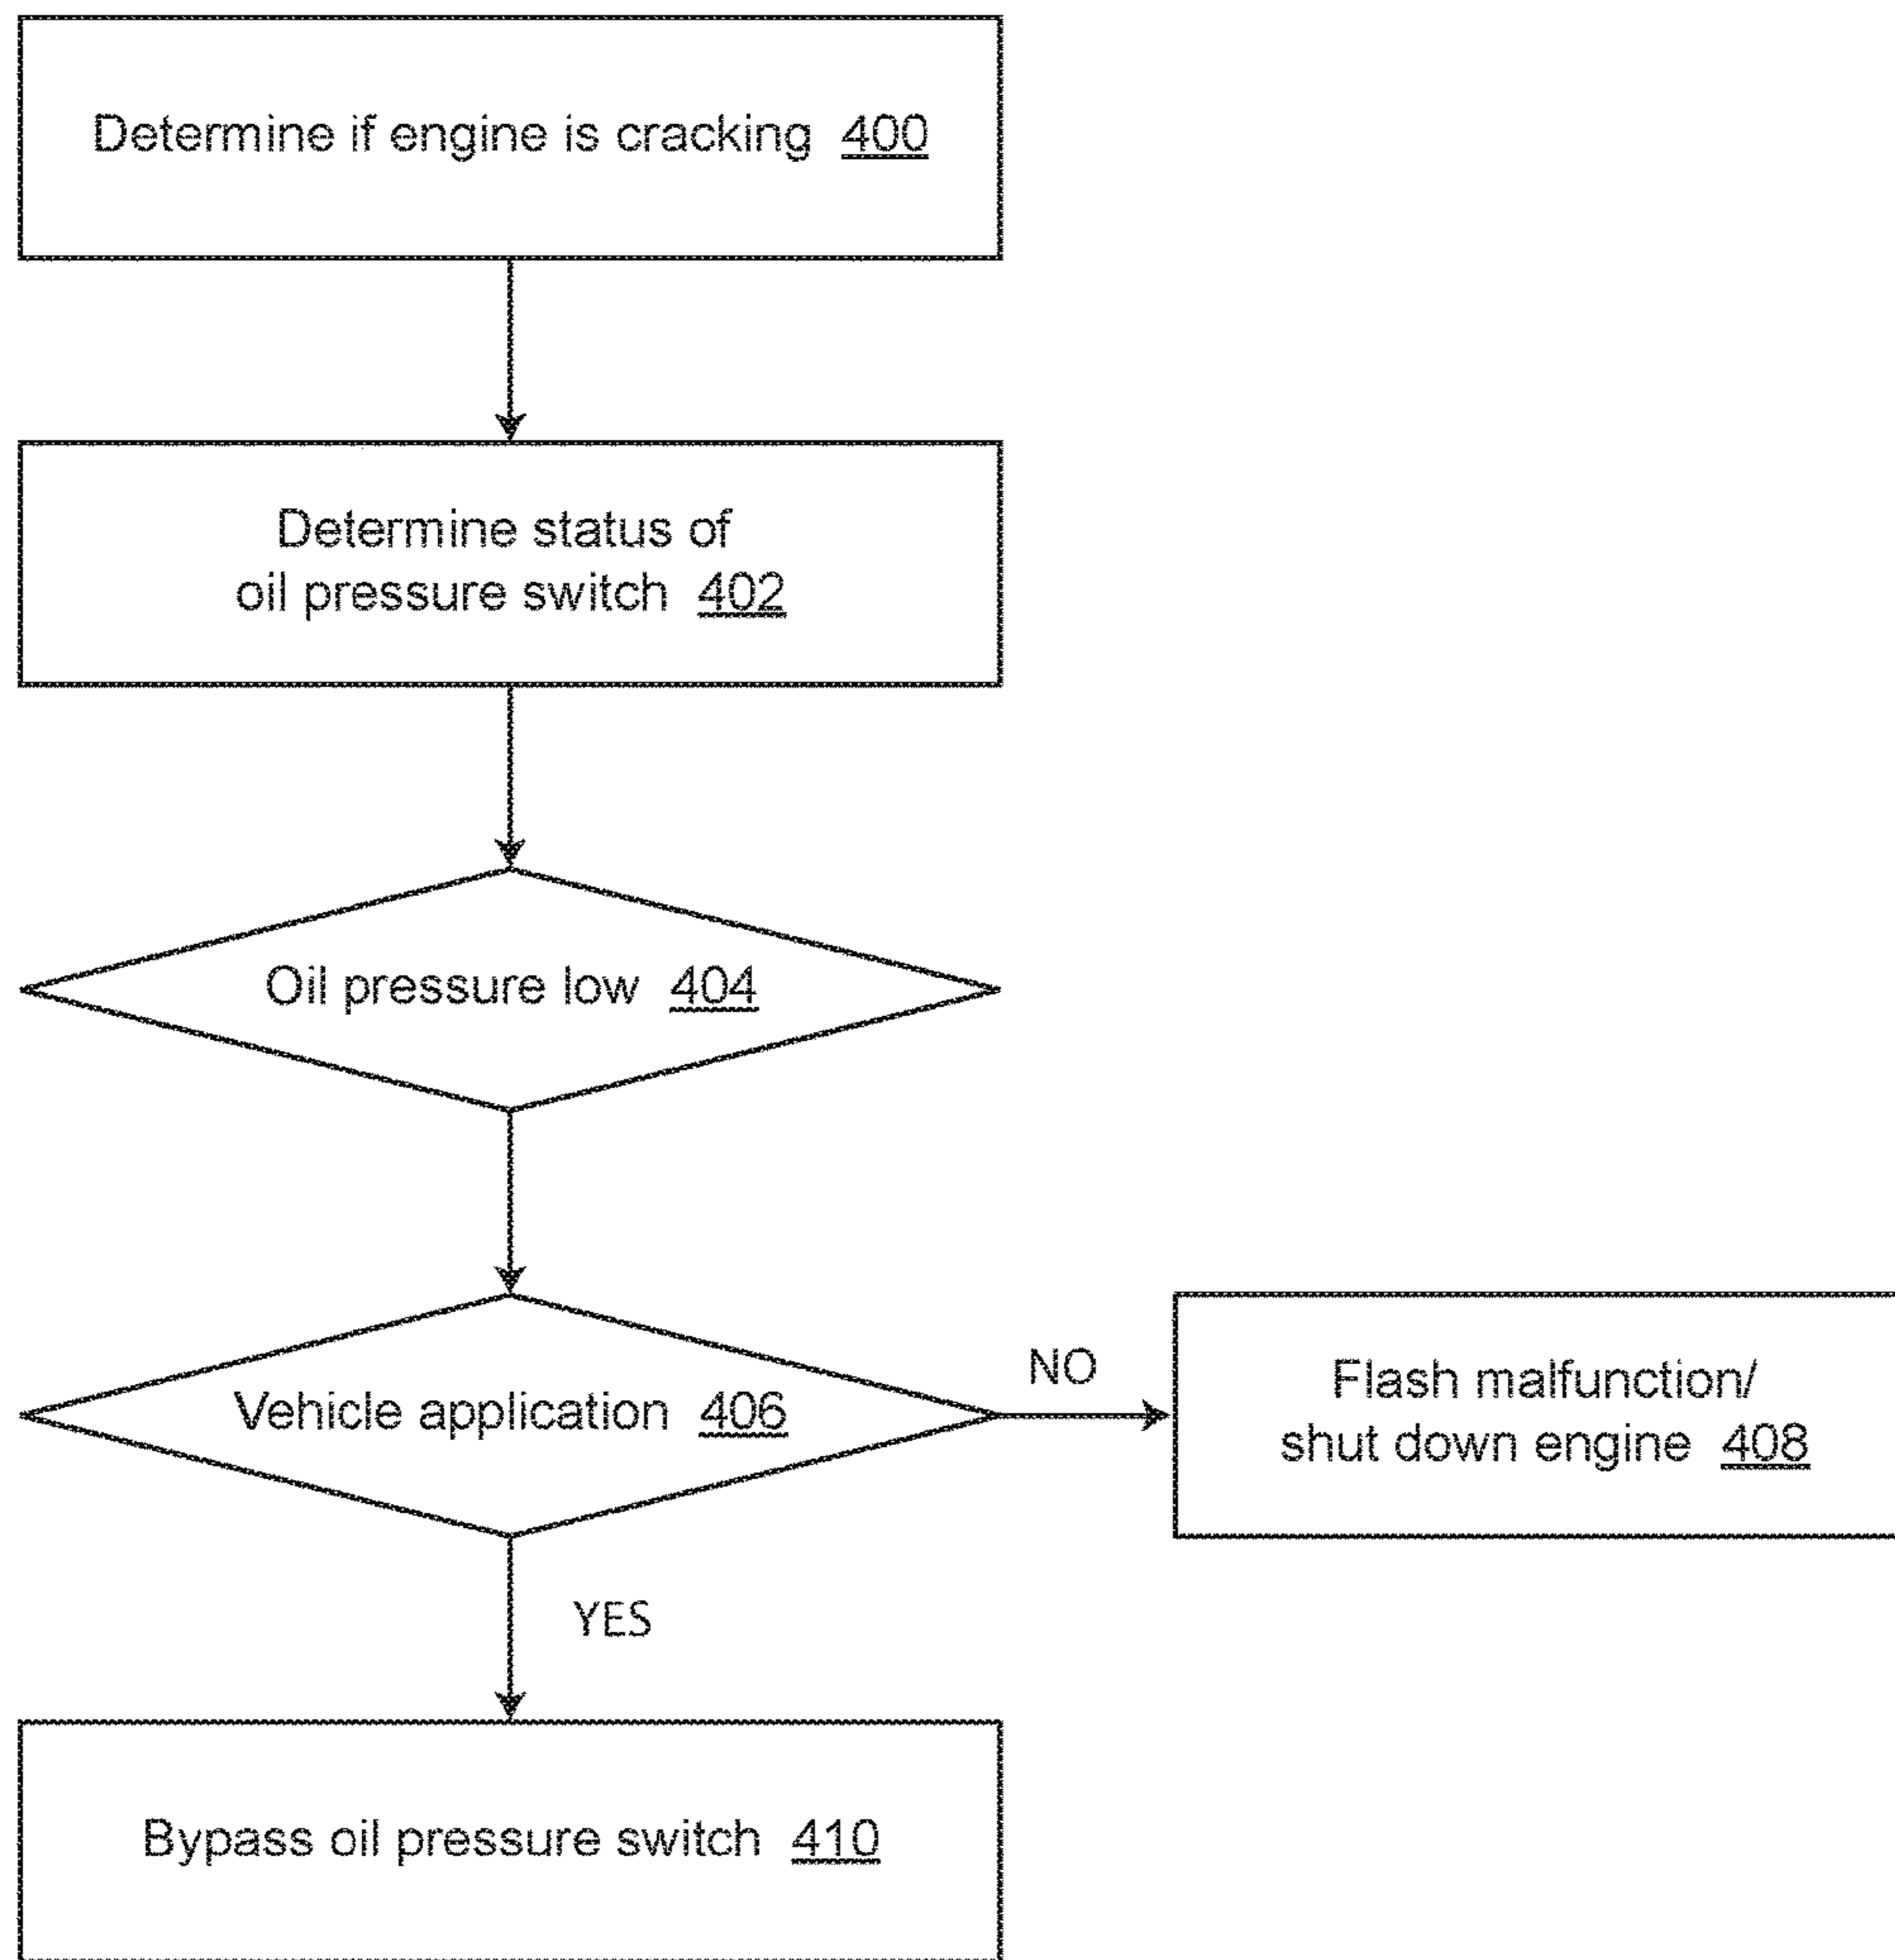 Determine if engine is cracking 400
Determine status of
oil pressure switch 402
Oil pressure low 404
Vehicle application 406
NO
Flash malfunction/
shut down engine 408
YES
Bypass oil pressure switch 410